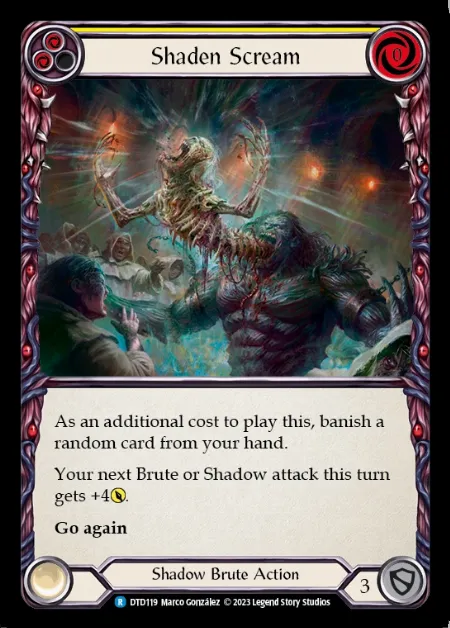 Shaden Scream
0
As an additional cost to play this, banish a
random card from your hand.
Your next Brute or Shadow attack this turn
gets +4.
Go again
Shadow Brute Action
3
R DTD119 Marco González © 2023 Legend Story Studios